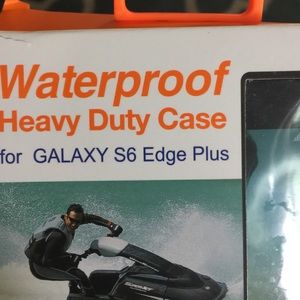 Waterproof
Heavy Duty Case
for GALAXY S6 Edge Plus